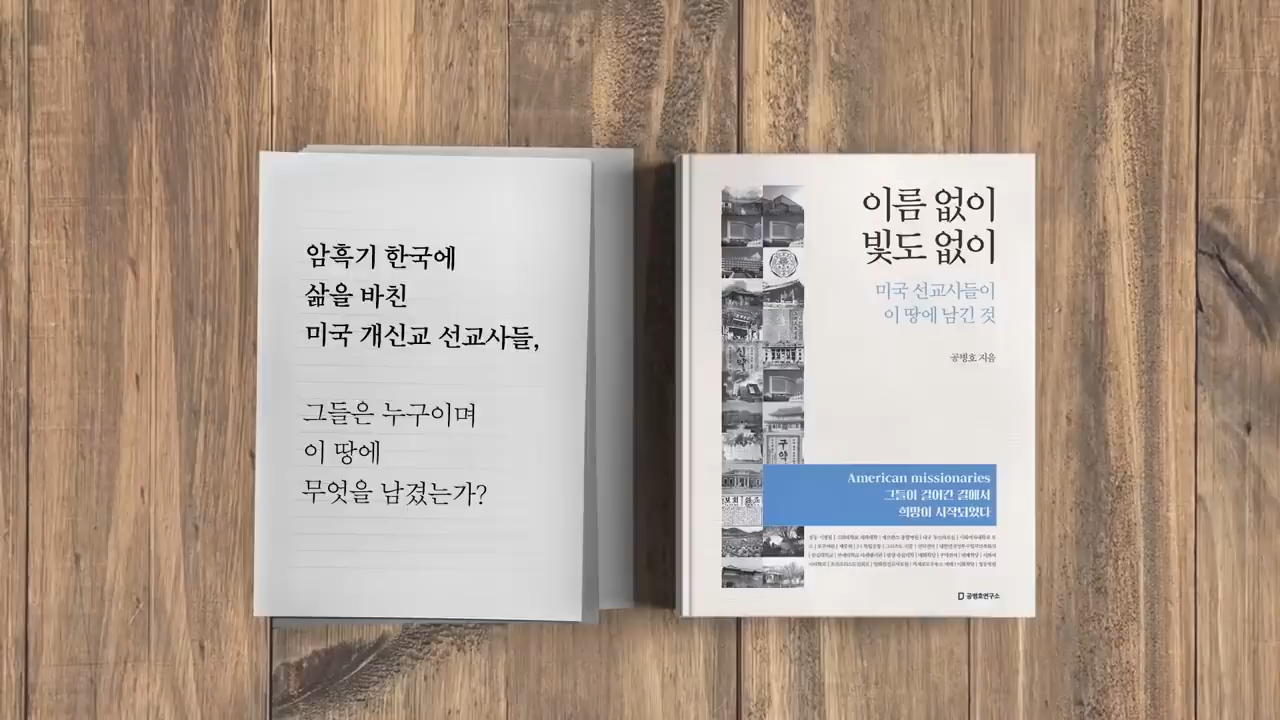 암흑기 한국에
삶을 바친
미국 개신교 선교사들,
그들은 누구이며
이 땅에
무엇을 남겼는가?
이름 없이
빛도 없이
미국 선교사들이
이 땅에 남긴 것
공병호 지음
신약
구약
American missionaries
그들이 걸어간 길에서
희망이 시작되었다
공병호연구소